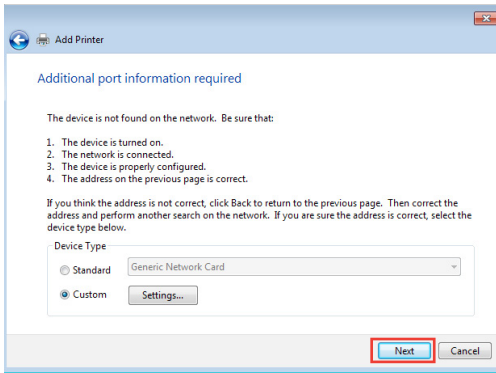 Add Printer
Additional port information required
The device is not found on the network. Be sure that:
1. The device is turned on.
2. The network is connected.
3. The device is properly configured.
4. The address on the previous page is correct.
If you think the address is not correct, click Back to return to the previous page. Then correct the
address and perform another search on the network. If you are sure the address is correct, select the
device type below.
Device Type
Standard
Generic Network Card
Custom
Settings...
Next
Cancel